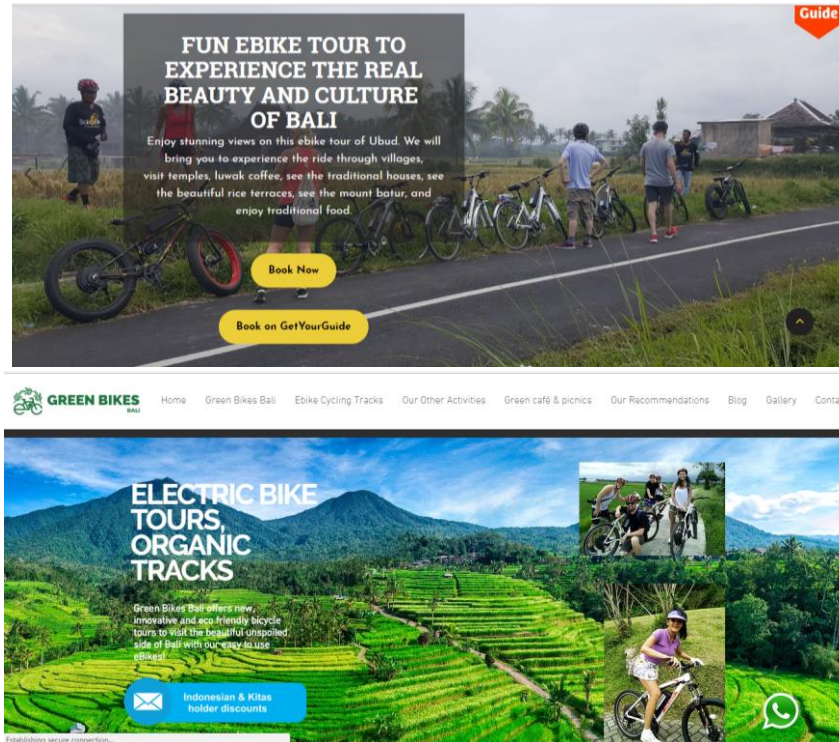 Guide
FUN EBIKE TOUR TO
EXPERIENCE THE REAL
BEAUTY AND CULTURE
OF BALI
Enjoy stunning views on this ebike tour of Ubud. We will
bring you to experience the ride through villages,
visit temples, luwak coffee, see the traditional houses, see
the beautiful rice terraces, see the mount batur, and
enjoy traditional food.
Book Now
Book on GetYourGuide
GREEN BIKES
BALI
Home Green Bikes Bali Ebike Cycling Tracks Our Other Activities Green café & picnics Our Recommendations Blog Gallery Conta
ELECTRIC BIKE
TOURS,
ORGANIC
TRACKS
Green Bikes Bali offers new,
innovative and eco friendly bicycle
tours to visit the beautiful unspoiled
side of Bali with our easy to use
eBikes!
Indonesian & Kitas
holder discounts
Establishing secure connection...